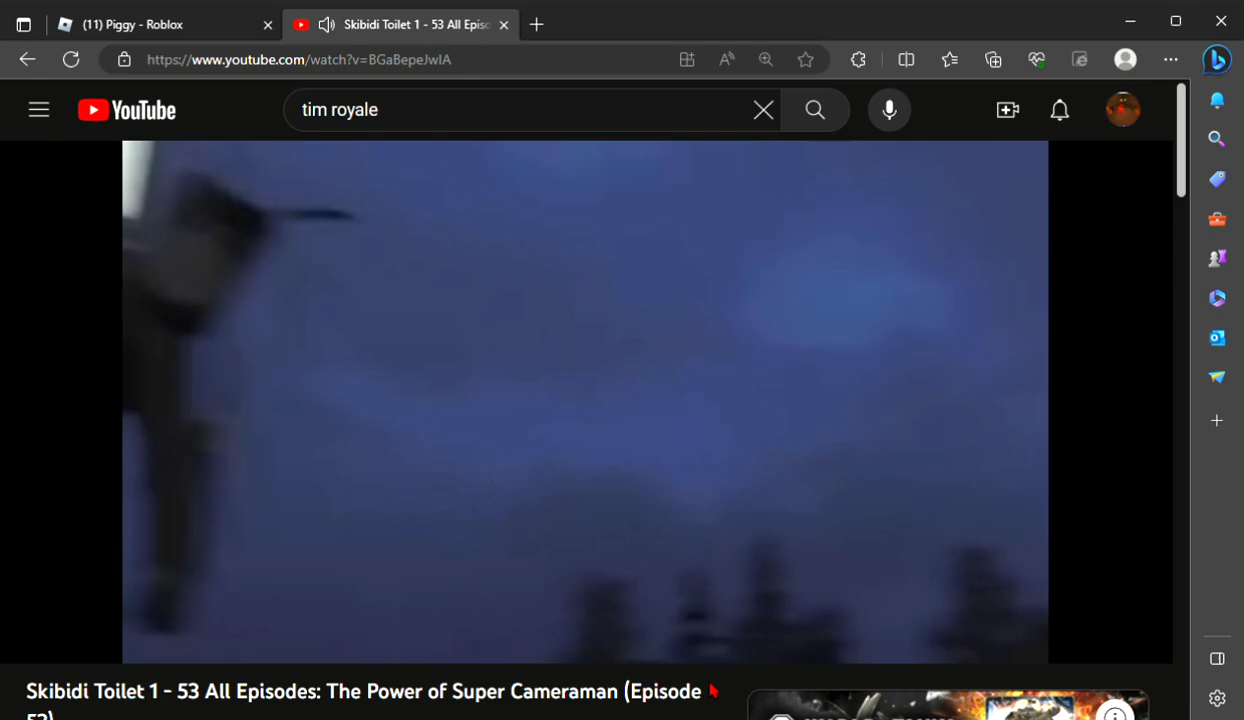 (11) Piggy - Roblox
Skibidi Toilet 1 - 53 All Episo
https://www.youtube.com/watch?v=BGaBepeJwIA
YouTube
tim royale
Skibidi Toilet 1 - 53 All Episodes: The Power of Super Cameraman (Episode
53)